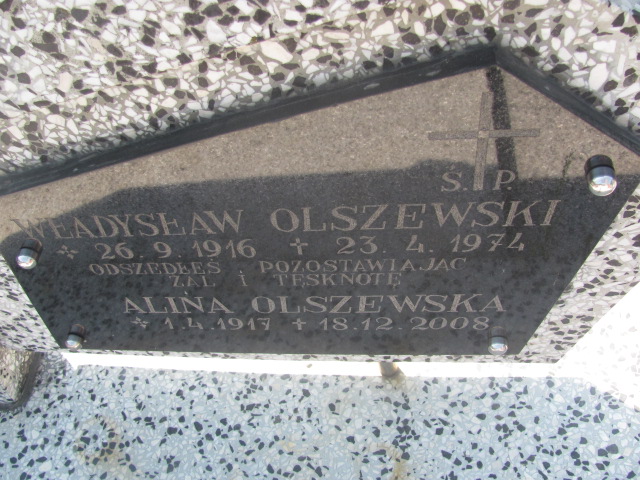 Ś. P.
WŁADYSŁAW OLSZEWSKI
* 26. 9. 1916 + 23. 4. 1974
ODSZEDŁEŚ POZOSTAWIAJĄC
ŻAL I TĘSKNOTĘ
ALINA OLSZEWSKA
* 1.4.1917 + 18.12.2008